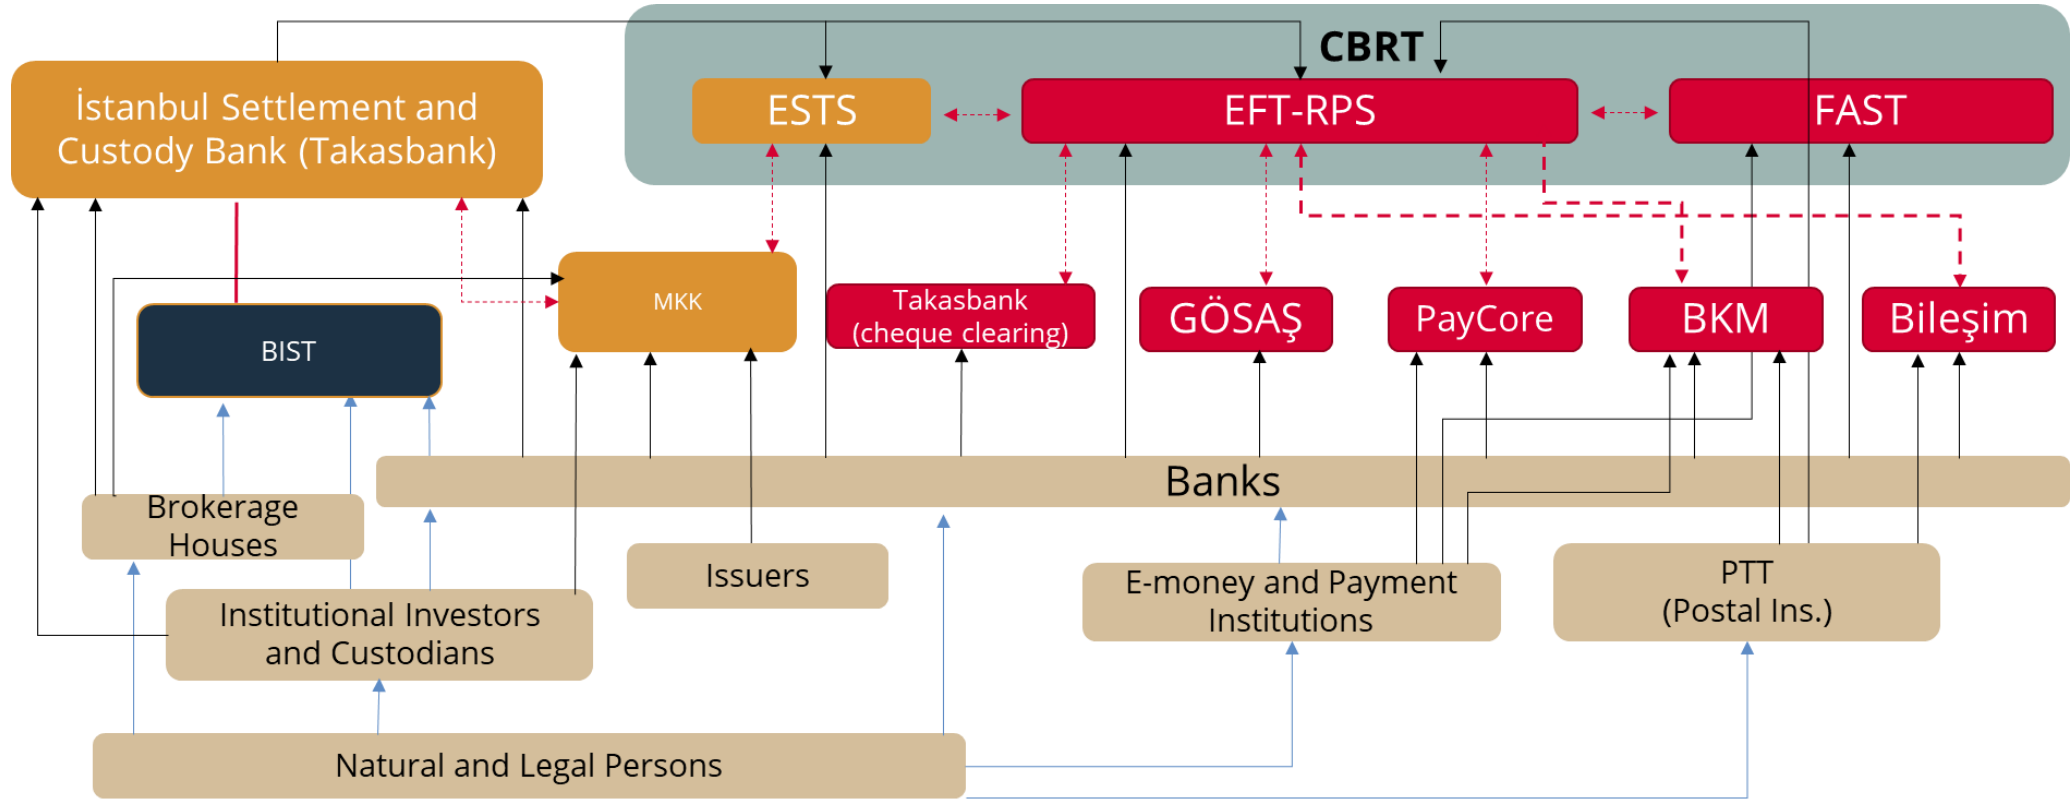 CBRT
İstanbul Settlement and
Custody Bank (Takasbank)
ESTS
EFT-RPS
FAST
MKK
Takasbank
(cheque clearing)
GÖSAŞ
PayCore
BKM
Bileşim
BIST
Banks
Brokerage
Houses
Issuers
E-money and Payment
Institutions
PTT
(Postal Ins.)
Institutional Investors
and Custodians
Natural and Legal Persons